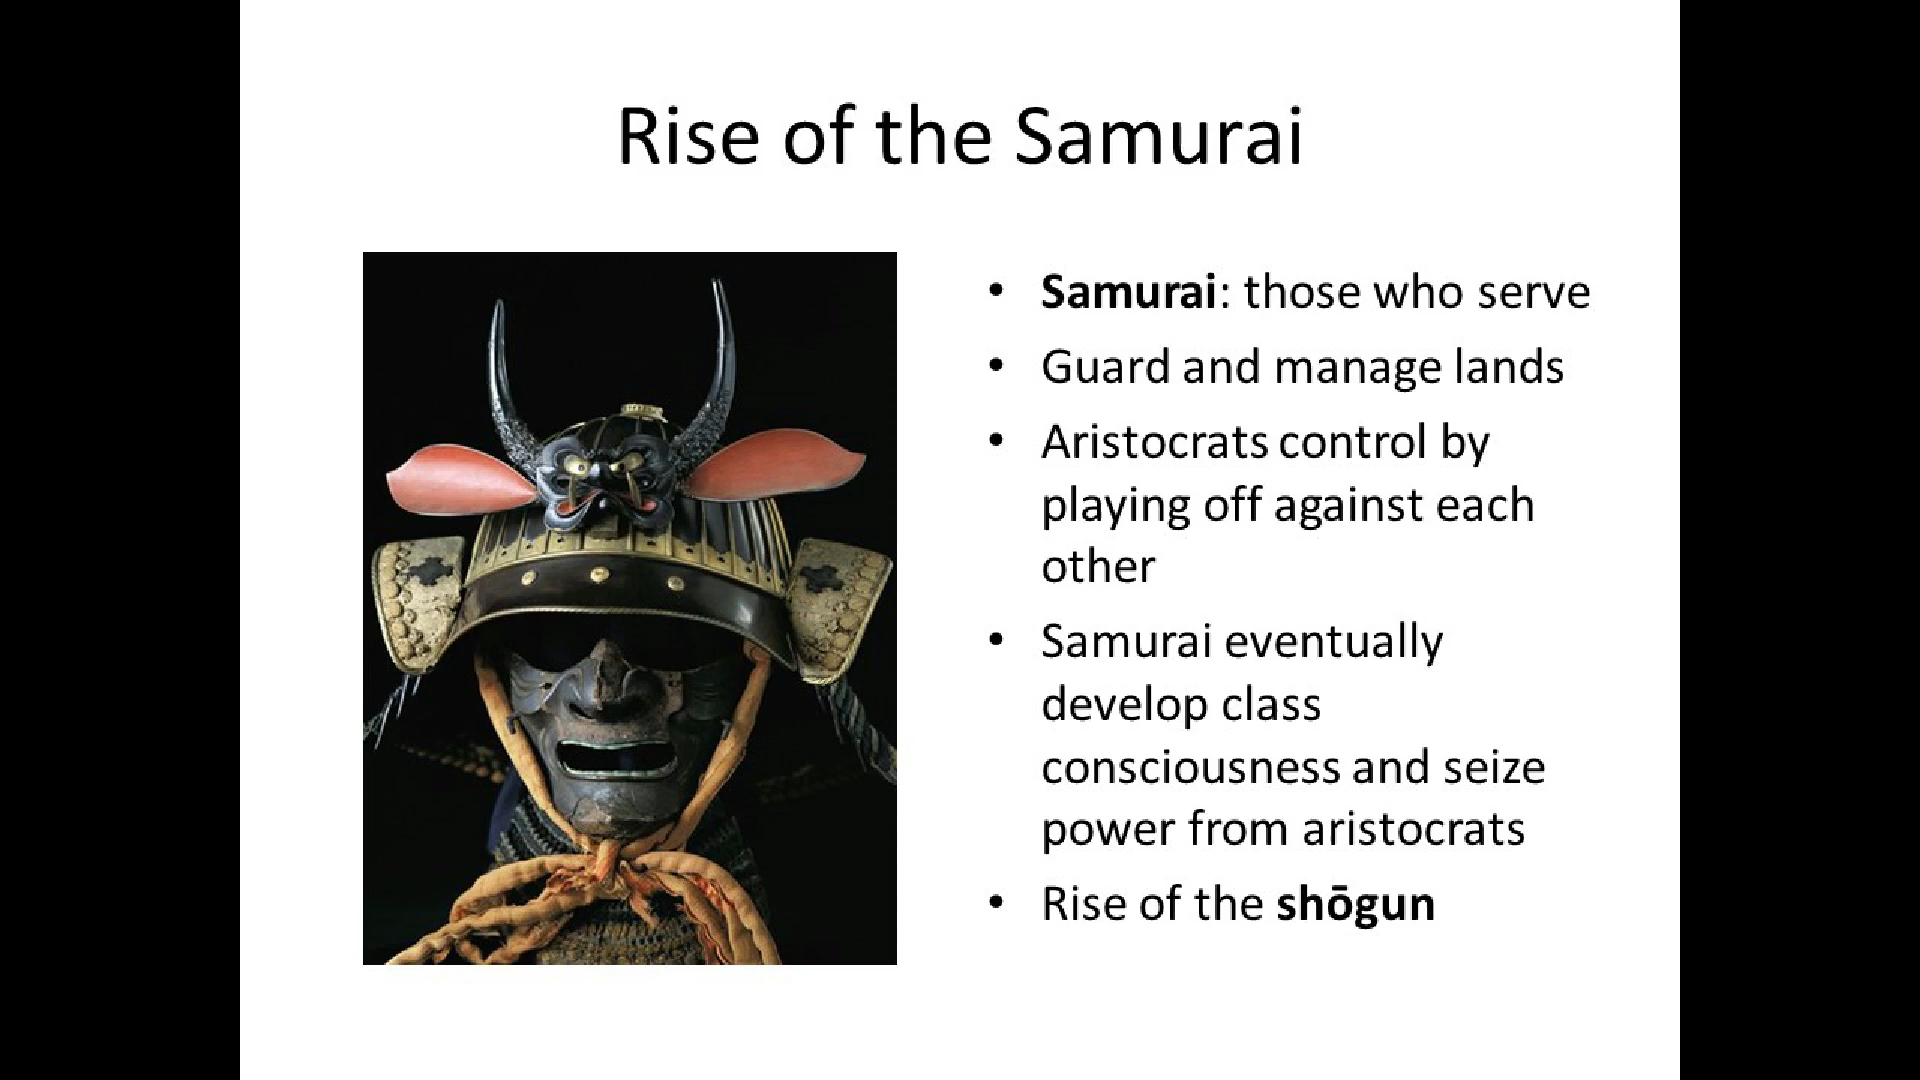 Rise of the Samurai
• Samurai: those who serve
• Guard and manage lands
• Aristocrats control by
playing off against each
other
• Samurai eventually
develop class
consciousness and seize
power from aristocrats
• Rise of the shōgun